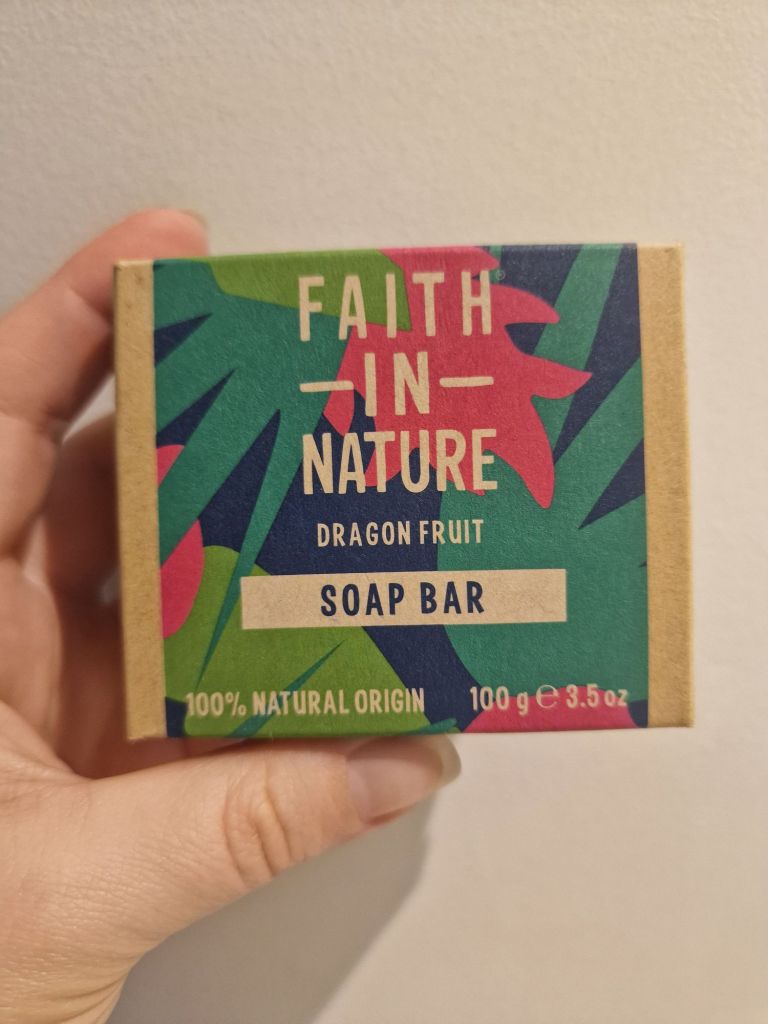 FAITH
—IN—
NATURE®
DRAGON FRUIT
SOAP BAR
100% NATURAL ORIGIN 100 g ℮ 3.5 oz